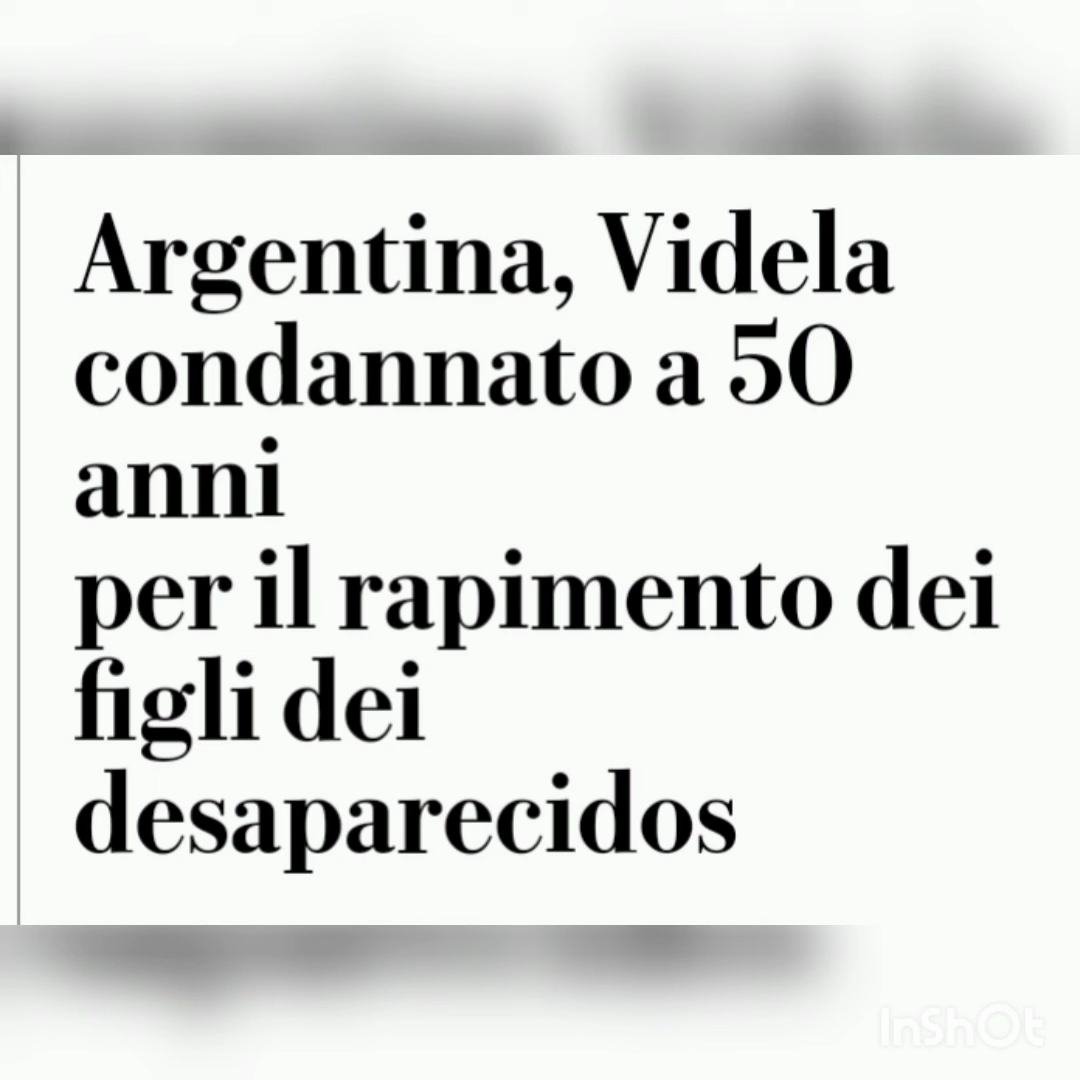 Argentina, Videla
condannato a 50
anni
per il rapimento dei
figli dei
desaparecidos
InShOt